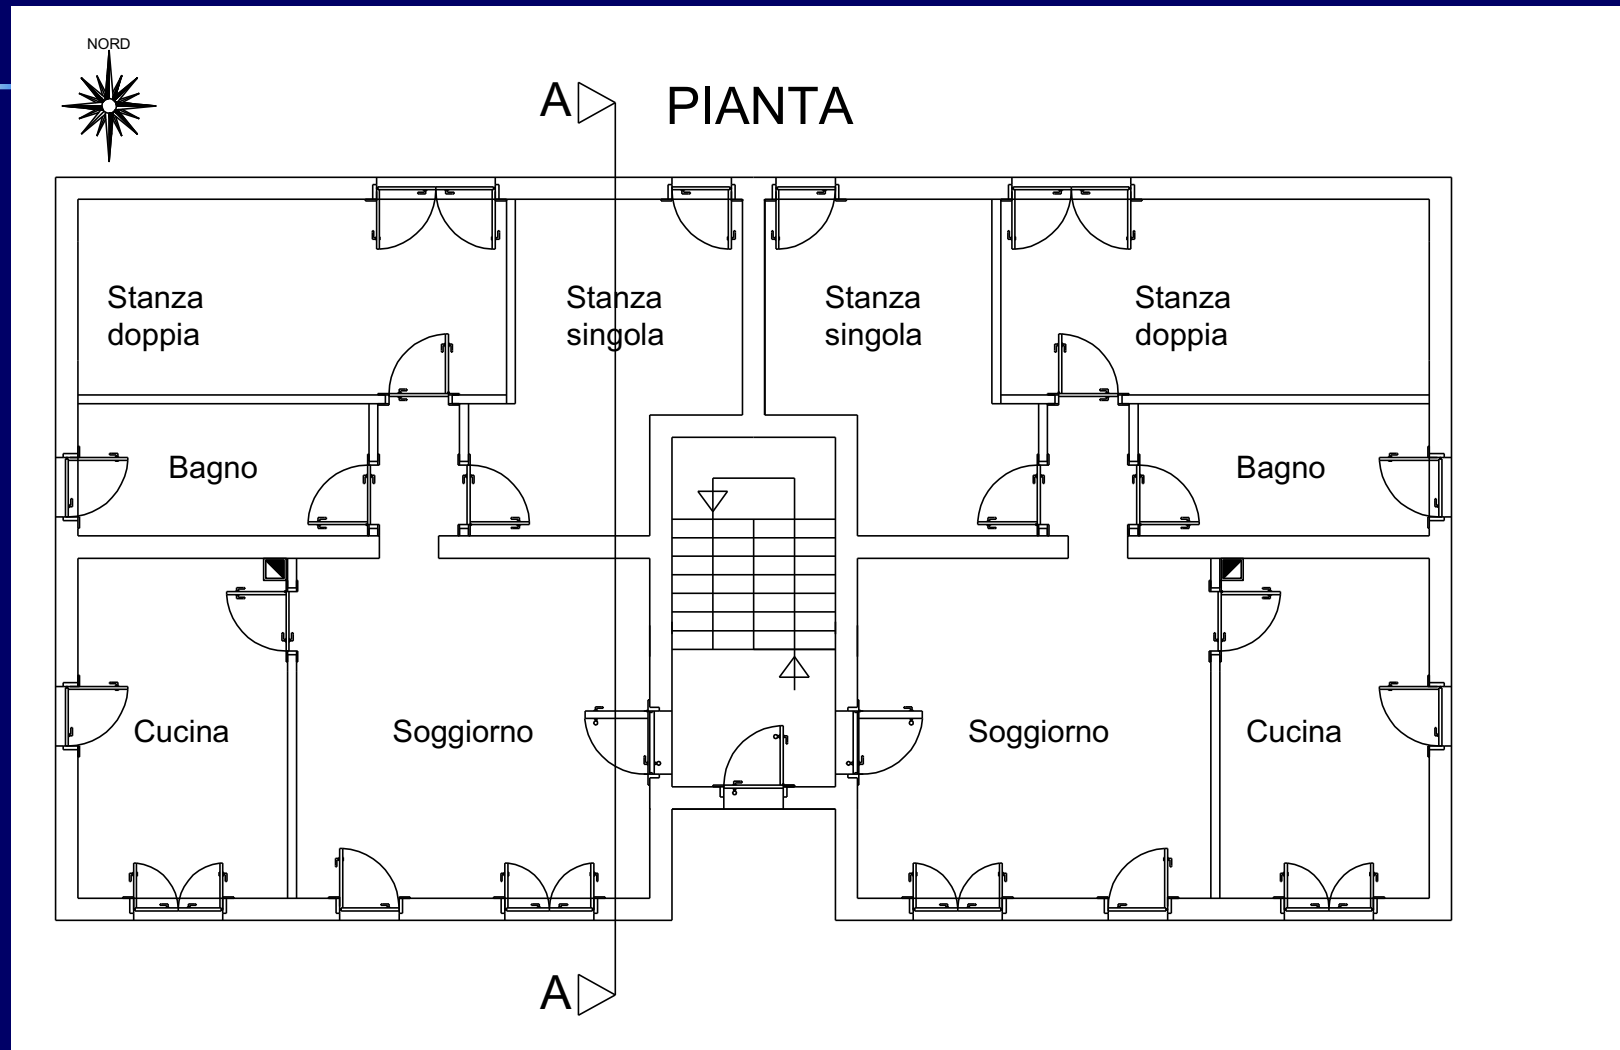 NORD
A PIANTA
Stanza
doppia
Stanza
singola
Stanza
singola
Stanza
doppia
Bagno
Bagno
Cucina
Soggiorno
Soggiorno
Cucina
A